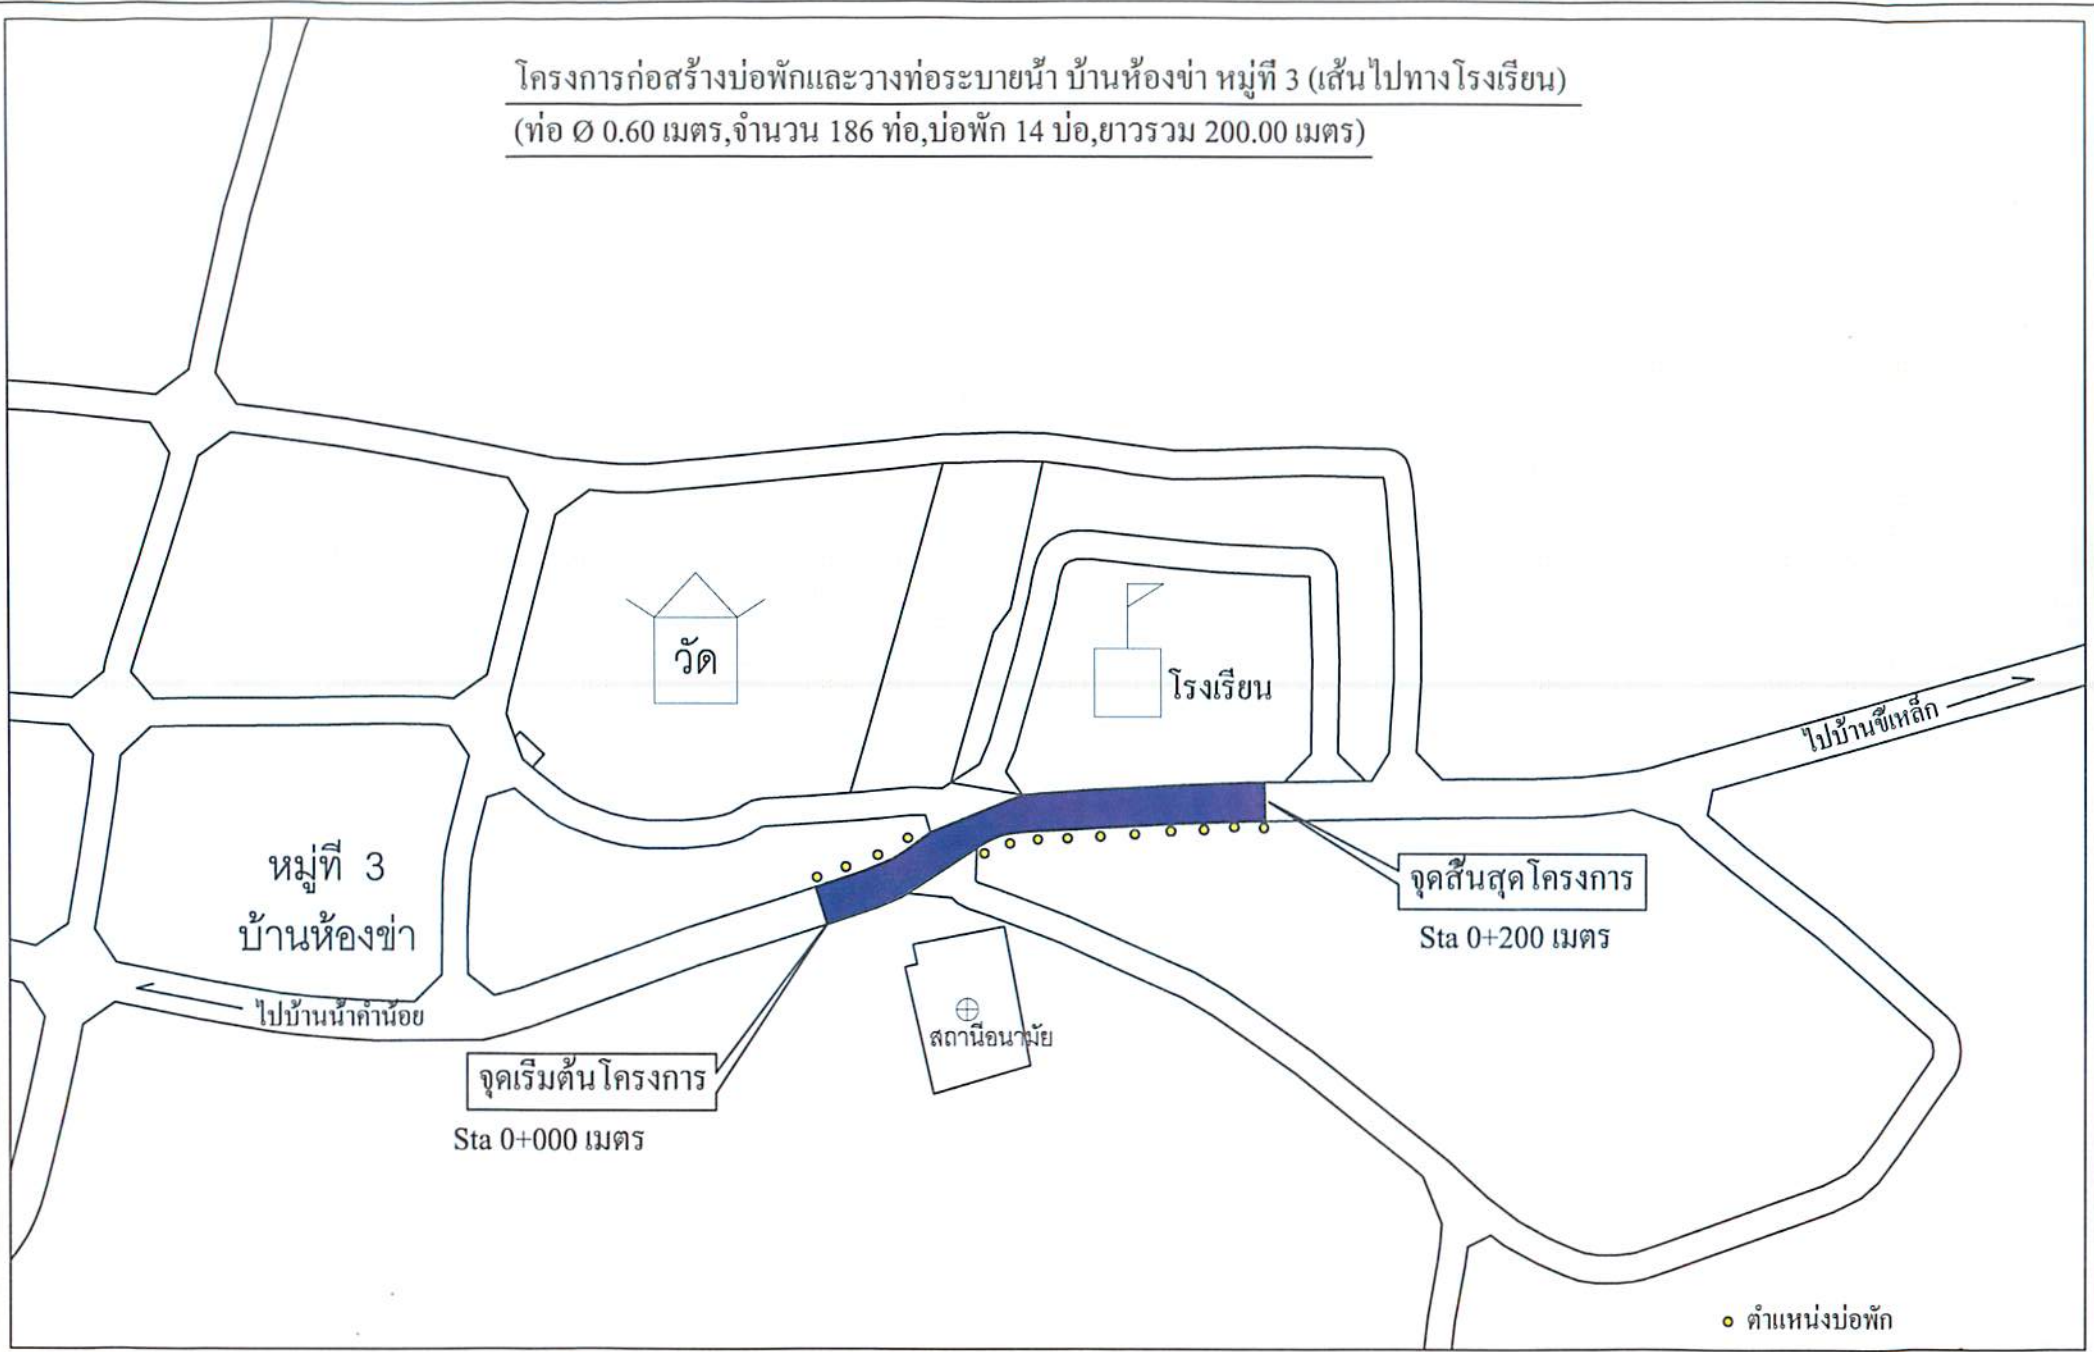 โครงการก่อสร้างบ่อพักและวางท่อระบายน้ำ บ้านห้องข่า หมู่ที่ 3 (เส้นไปทางโรงเรียน)
(ท่อ Ø 0.60 เมตร,จำนวน 186 ท่อ,บ่อพัก 14 บ่อ,ยาวรวม 200.00 เมตร)
วัด
โรงเรียน
ไปบ้านขี้เหล็ก
หมู่ที่ 3
บ้านห้องข่า
จุดสิ้นสุดโครงการ
Sta 0+200 เมตร
ไปบ้านน้ำคำน้อย
สถานีอนามัย
จุดเริ่มต้นโครงการ
Sta 0+000 เมตร
ตำแหน่งบ่อพัก